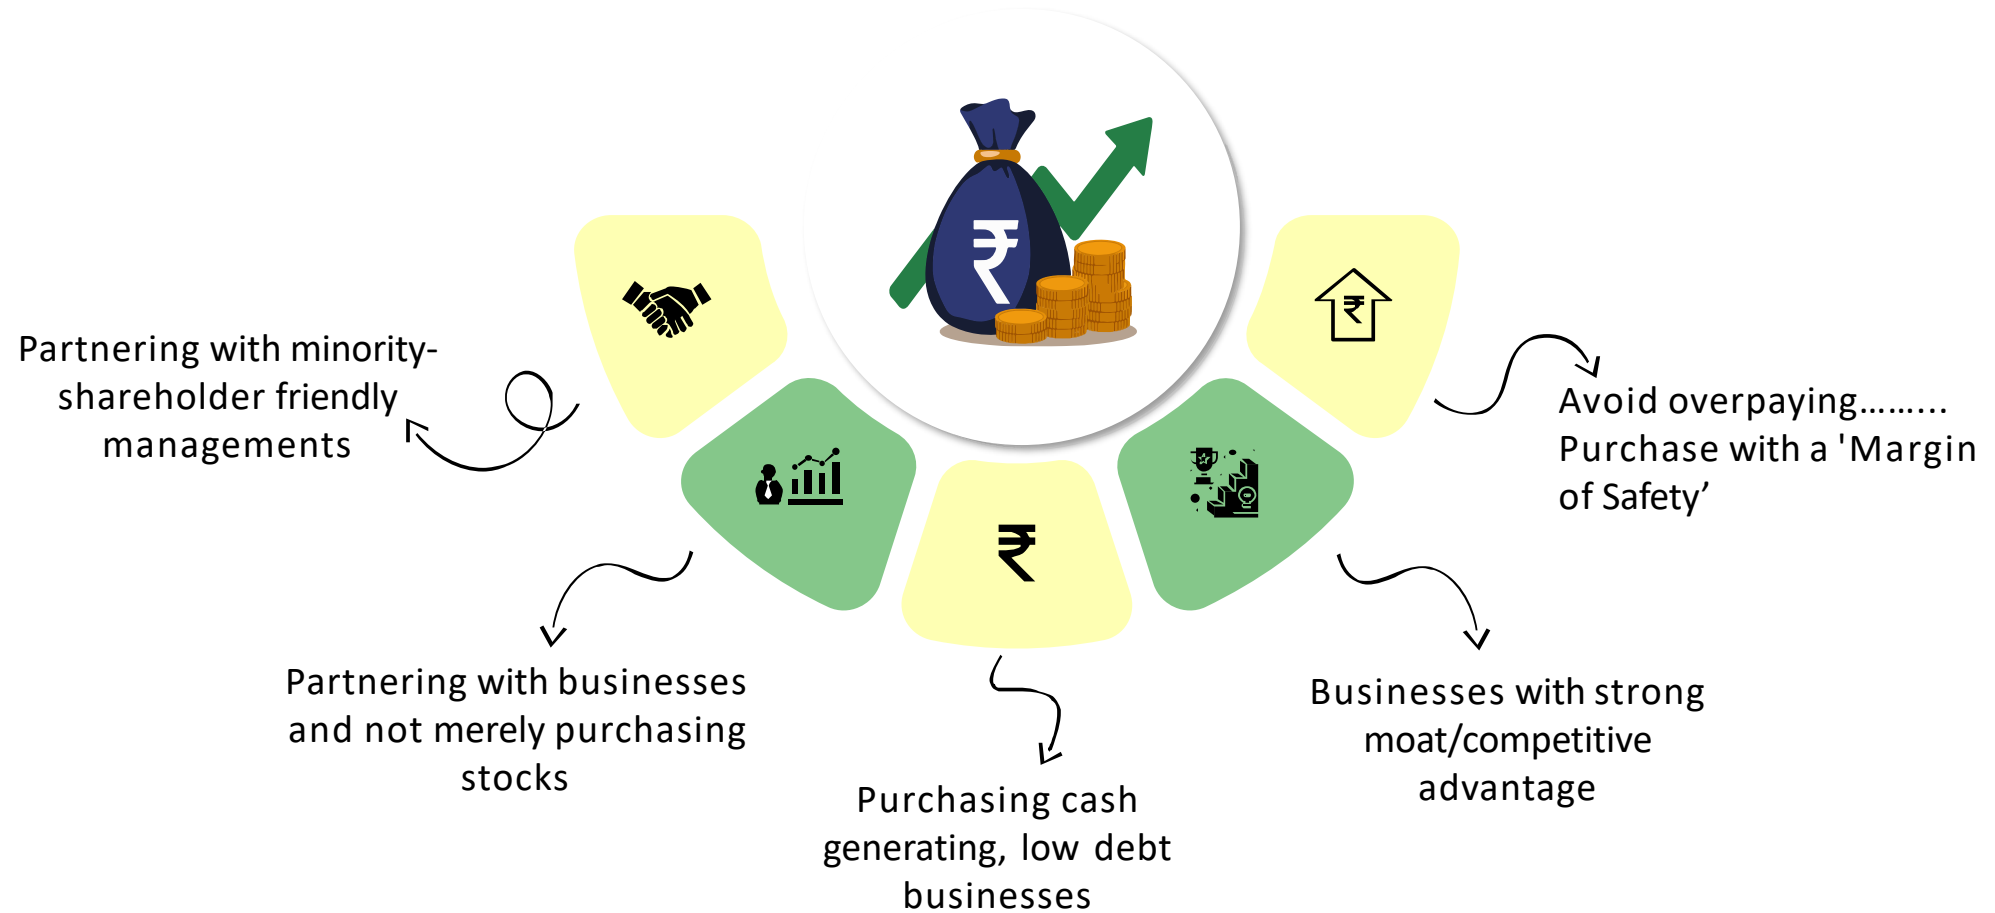 ₹
₹
Partnering with minority-
shareholder friendly
managements
Avoid overpaying……...
Purchase with a 'Margin
of Safety’
₹
Partnering with businesses
and not merely purchasing
stocks
Businesses with strong
moat/competitive
advantage
Purchasing cash
generating, low debt
businesses